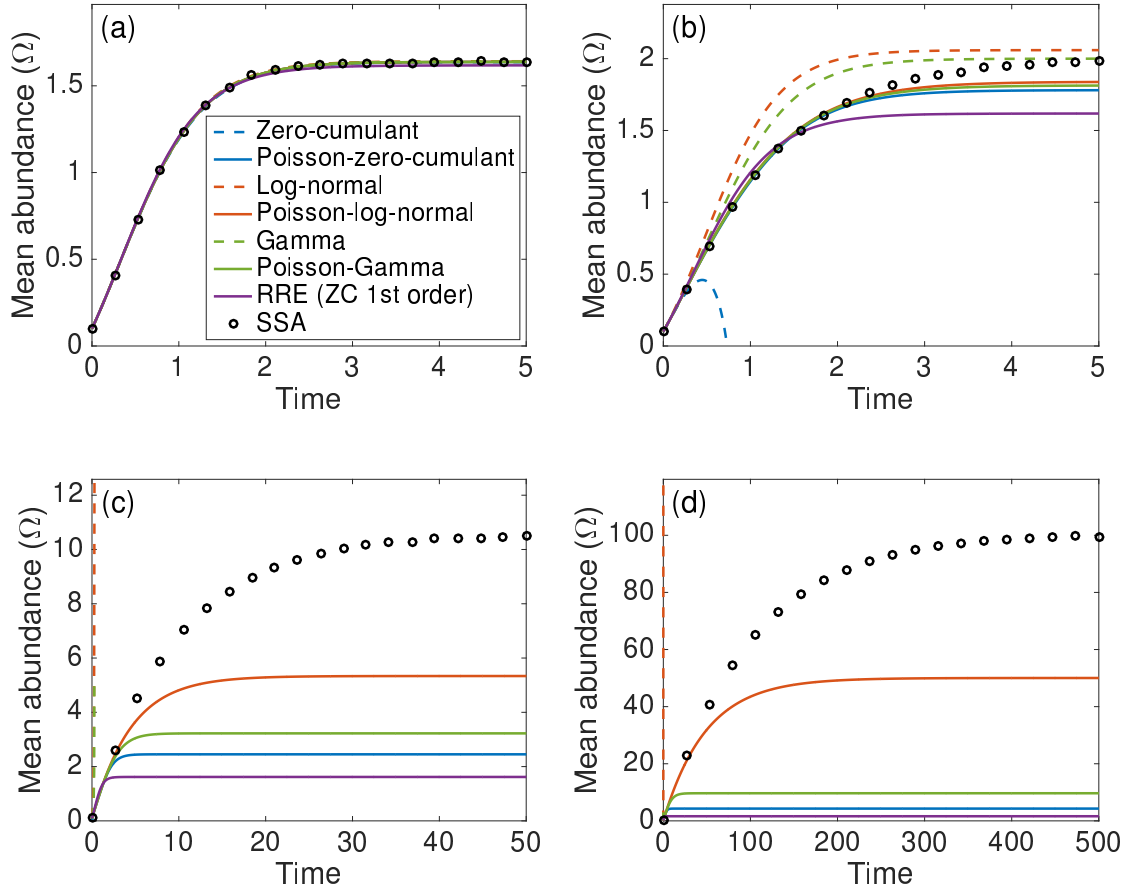 (a)
Mean abundance (Ω)
1.5
1
0.5
0
0 1 2 3 4 5
Time
Zero-cumulant
Poisson-zero-cumulant
Log-normal
Poisson-log-normal
Gamma
Poisson-Gamma
RRE (ZC 1st order)
SSA
(b)
Mean abundance (Ω)
2
1.5
1
0.5
0
0 1 2 3 4 5
Time
(c)
Mean abundance (Ω)
12
10
8
6
4
2
0
0 10 20 30 40 50
Time
(d)
Mean abundance (Ω)
100
80
60
40
20
0
0 100 200 300 400 500
Time